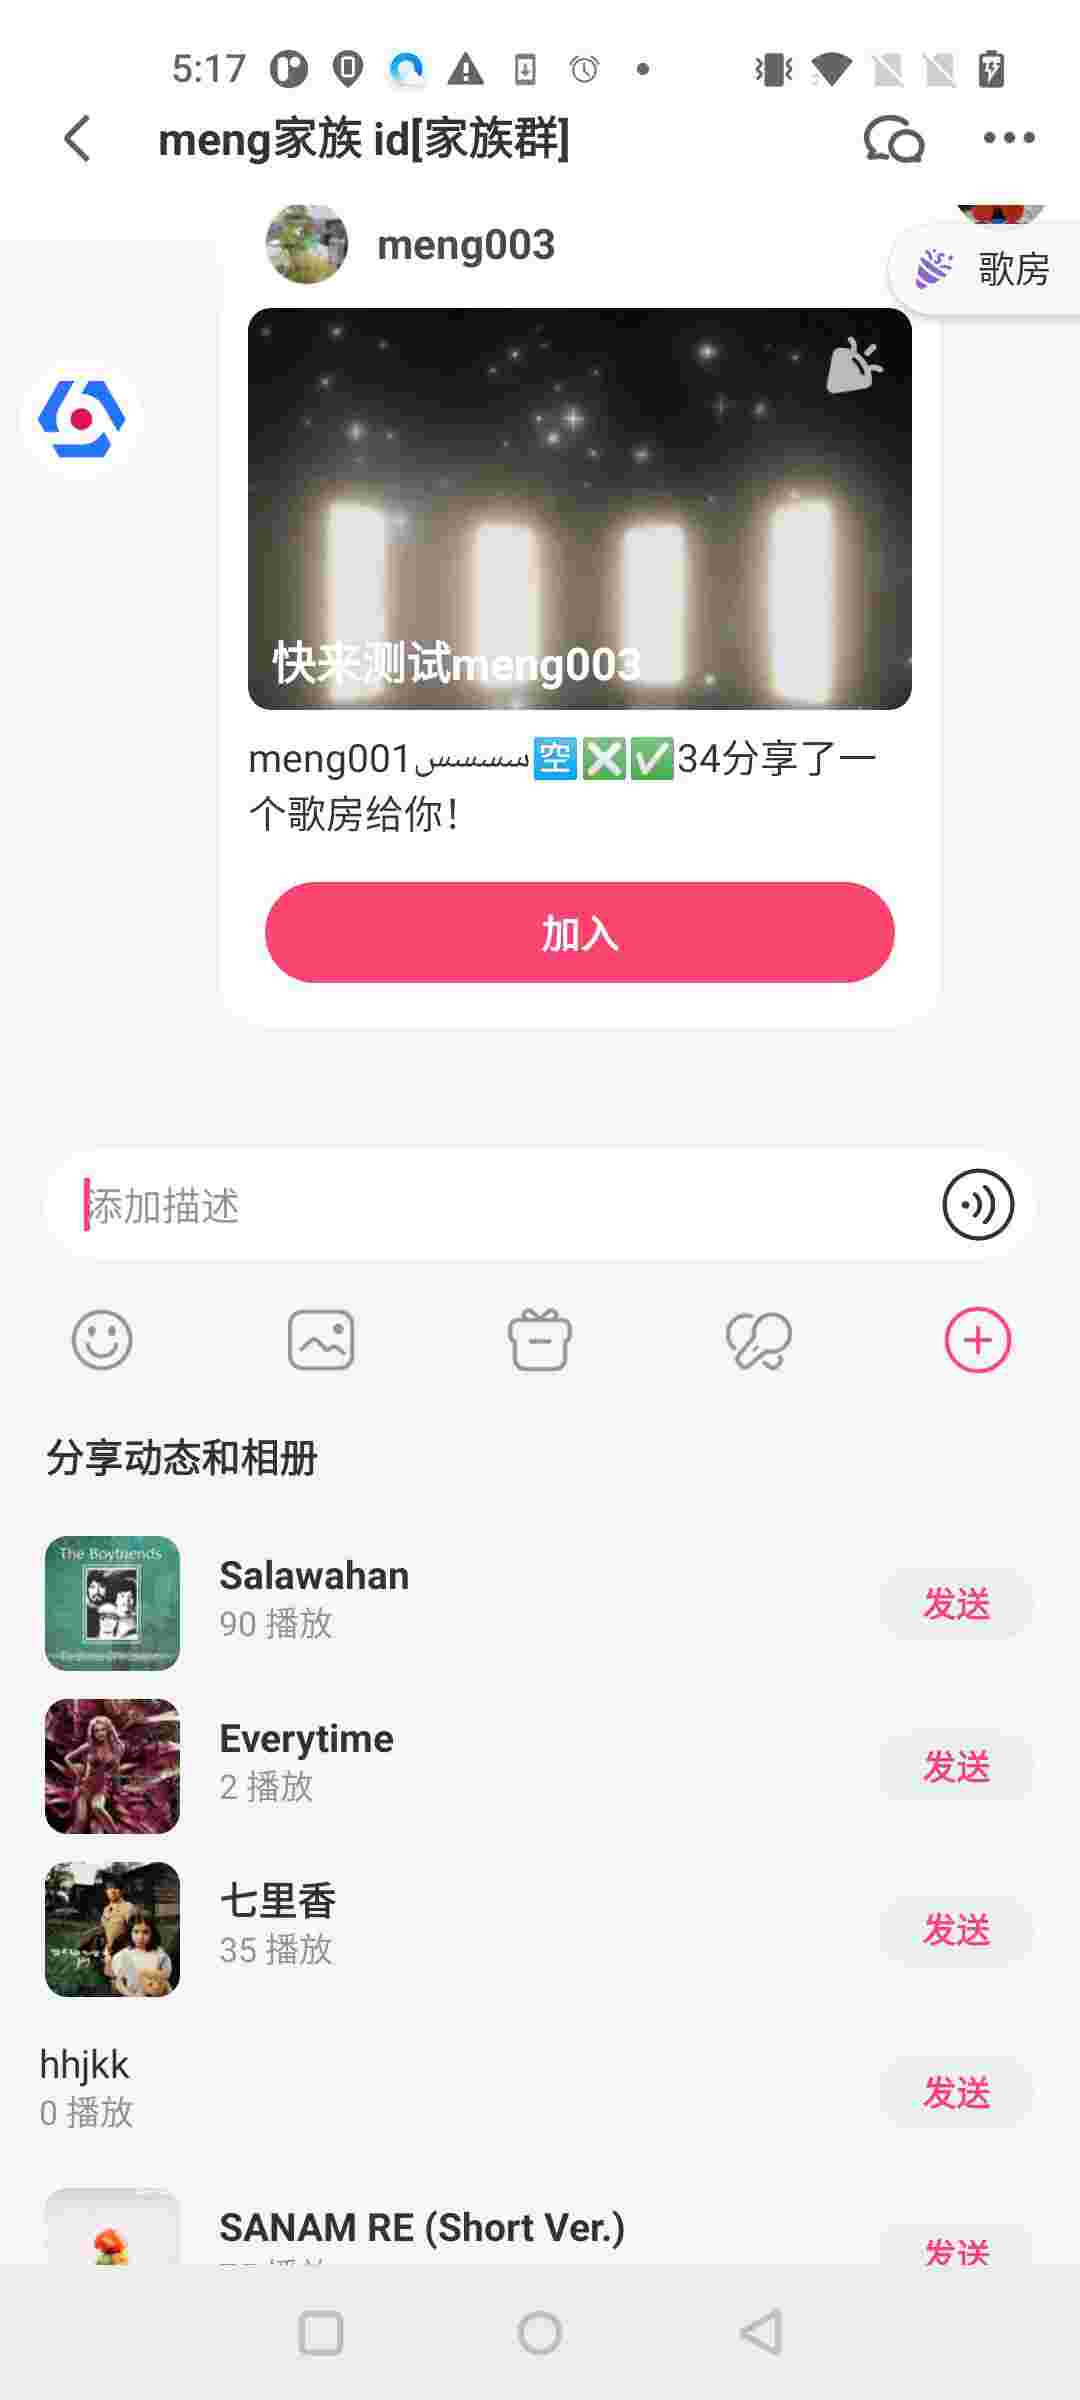 5:17
meng家族 id[家族群]
meng003
歌房
快来测试meng003
meng001سسسس🈳❎✅34分享了一
个歌房给你!
加入
添加描述
分享动态和相册
The Boyfriends
Salawahan
90 播放
发送
Everytime
2 播放
发送
七里香
35 播放
发送
hhjkk
0 播放
发送
SANAM RE (Short Ver.)
发送